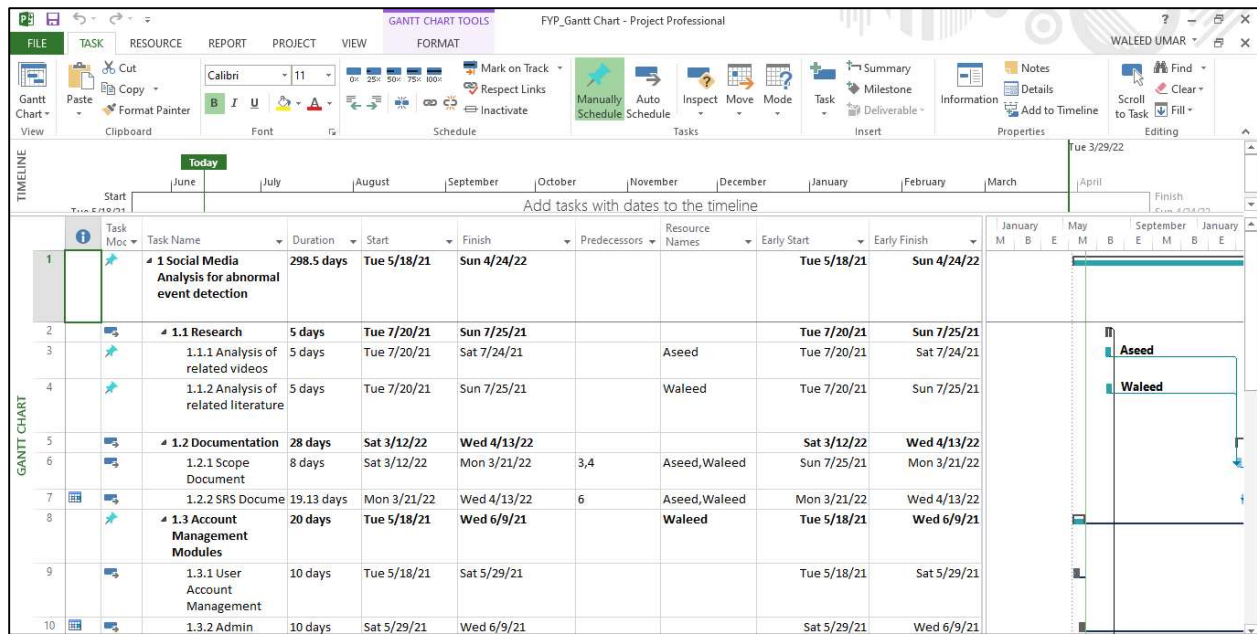 GANTT CHART TOOLS
FYP_Gantt Chart - Project Professional
FILE TASK RESOURCE REPORT PROJECT VIEW FORMAT
WALEED UMAR
Gantt Chart
View
Paste
Cut
Copy
Format Painter
Clipboard
Calibri 11
B I U A
Font
0% 25% 50% 75% 100%
Mark on Track
Respect Links
Inactivate
Schedule
Manually Schedule
Auto Schedule
Inspect Move Mode
Tasks
Task
Summary
Milestone
Deliverable
Insert
Information
Notes
Details
Add to Timeline
Properties
Scroll to Task
Find
Clear
Fill
Editing
TIMELINE
Tue 3/29/22
Today
June July August September October November December January February March April
Start
Tue 5/18/21
Add tasks with dates to the timeline
Finish
Sun 4/24/22
GANTT CHART
Task Mode Task Name Duration Start Finish Predecessors Resource Names Early Start Early Finish
January May September January
M B E M B E M B E
1 1 Social Media 298.5 days Tue 5/18/21 Sun 4/24/22 Tue 5/18/21 Sun 4/24/22
Analysis for abnormal
event detection
2 1.1 Research 5 days Tue 7/20/21 Sun 7/25/21 Tue 7/20/21 Sun 7/25/21
3 1.1.1 Analysis of 5 days Tue 7/20/21 Sat 7/24/21 Aseed Tue 7/20/21 Sat 7/24/21 Aseed
related videos
4 1.1.2 Analysis of 5 days Tue 7/20/21 Sun 7/25/21 Waleed Tue 7/20/21 Sun 7/25/21 Waleed
related literature
5 1.2 Documentation 28 days Sat 3/12/22 Wed 4/13/22 Sat 3/12/22 Wed 4/13/22
6 1.2.1 Scope 8 days Sat 3/12/22 Mon 3/21/22 3,4 Aseed,Waleed Sun 7/25/21 Mon 3/21/22
Document
7 1.2.2 SRS Docume 19.13 days Mon 3/21/22 Wed 4/13/22 6 Aseed,Waleed Mon 3/21/22 Wed 4/13/22
8 1.3 Account 20 days Tue 5/18/21 Wed 6/9/21 Waleed Tue 5/18/21 Wed 6/9/21
Management
Modules
9 1.3.1 User 10 days Tue 5/18/21 Sat 5/29/21 Tue 5/18/21 Sat 5/29/21
Account
Management
10 1.3.2 Admin 10 days Sat 5/29/21 Wed 6/9/21 Sat 5/29/21 Wed 6/9/21